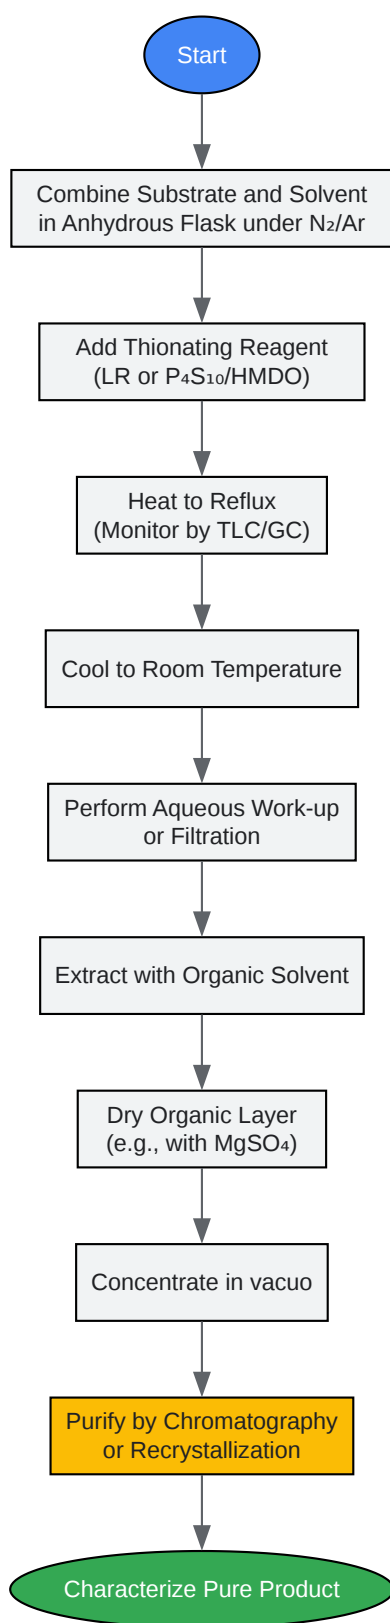 Start
Combine Substrate and Solvent
in Anhydrous Flask under N₂/Ar
Add Thionating Reagent
(LR or P₄S₁₀/HMDO)
Heat to Reflux
(Monitor by TLC/GC)
Cool to Room Temperature
Perform Aqueous Work-up
or Filtration
Extract with Organic Solvent
Dry Organic Layer
(e.g., with MgSO₄)
Concentrate in vacuo
Purify by Chromatography
or Recrystallization
Characterize Pure Product